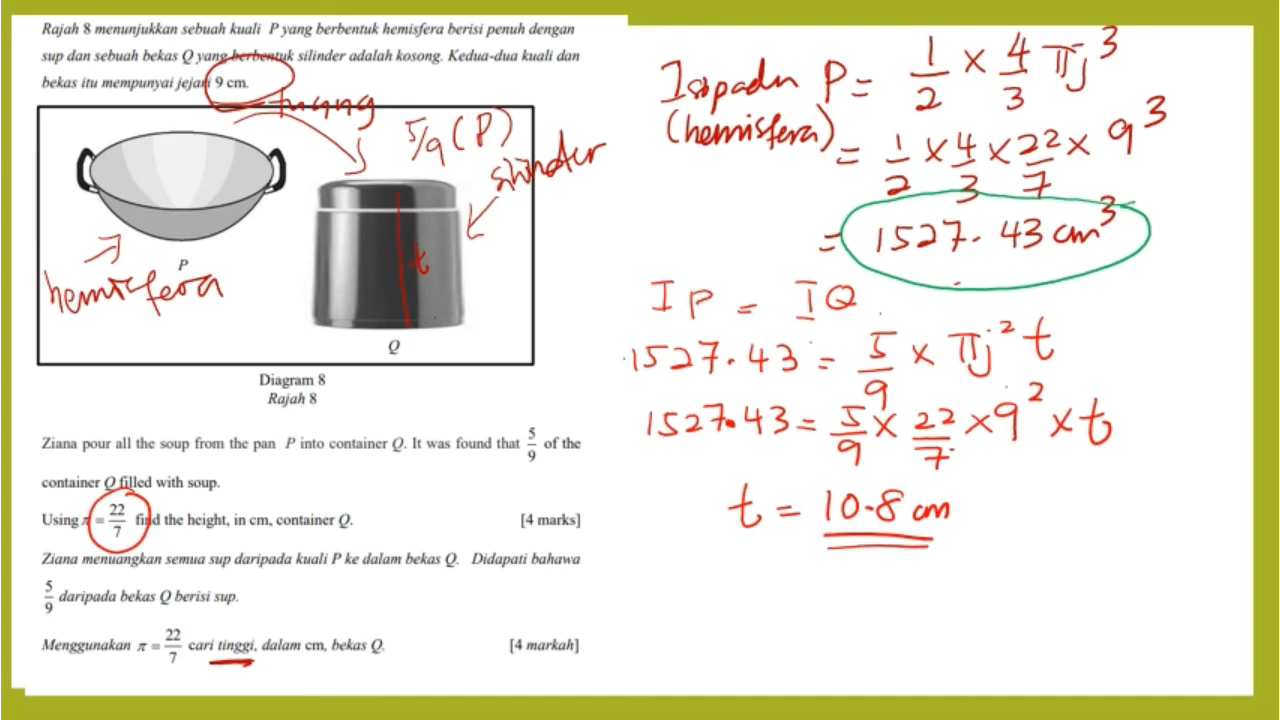 Rajah 8 menunjukkan sebuah kuali P yang berbentuk hemisfera berisi penuh dengan
sup dan sebuah bekas Q yang berbentuk silinder adalah kosong. Kedua-dua kuali dan
bekas itu mempunyai jejari 9 cm.
tuang
5/9 (P)
silinder
t
hemisfera
P
Q
Diagram 8
Rajah 8
Ziana pour all the soup from the pan P into container Q. It was found that 5/9 of the
container Q filled with soup.
Using π = 22/7 find the height, in cm, container Q. [4 marks]
Ziana menuangkan semua sup daripada kuali P ke dalam bekas Q. Didapati bahawa
5/9 daripada bekas Q berisi sup.
Menggunakan π = 22/7 cari tinggi, dalam cm, bekas Q. [4 markah]
Isipadu P = 1/2 × 4/3 πj³
(hemisfera) = 1/2 × 4/3 × 22/7 × 9³
= 1527.43 cm³
IP = IQ
1527.43 = 5/9 × πj² t
1527.43 = 5/9 × 22/7 × 9² × t
t = 10.8 cm